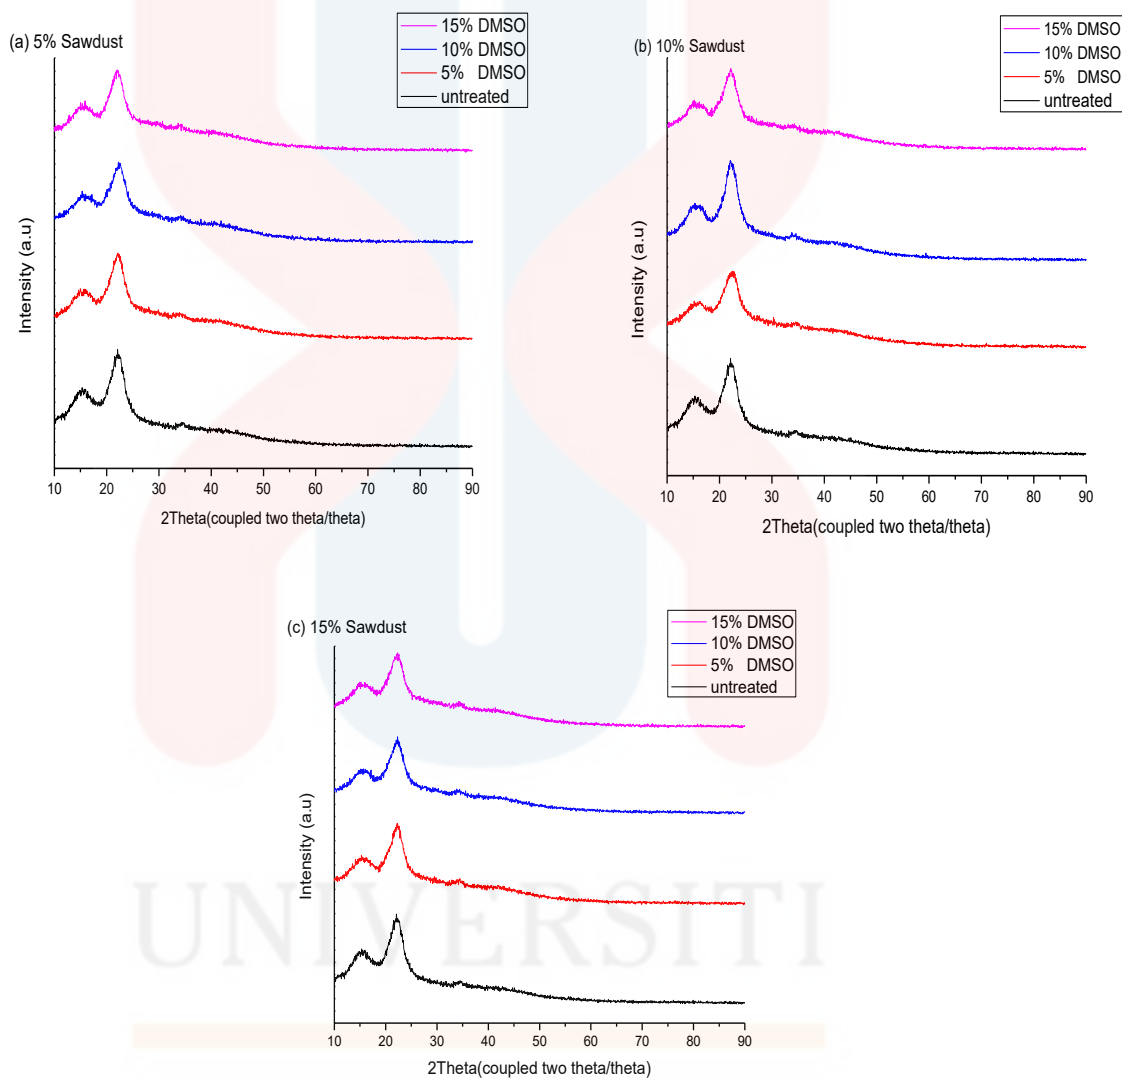 (a) 5% Sawdust
15% DMSO
10% DMSO
5% DMSO
untreated
Intensity (a.u)
10 20 30 40 50 60 70 80 90
2Theta(coupled two theta/theta)
(b) 10% Sawdust
15% DMSO
10% DMSO
5% DMSO
untreated
Intensity (a.u)
10 20 30 40 50 60 70 80 90
2Theta(coupled two theta/theta)
(c) 15% Sawdust
15% DMSO
10% DMSO
5% DMSO
untreated
Intensity (a.u)
10 20 30 40 50 60 70 80 90
2Theta(coupled two theta/theta)
UNIVERSITI